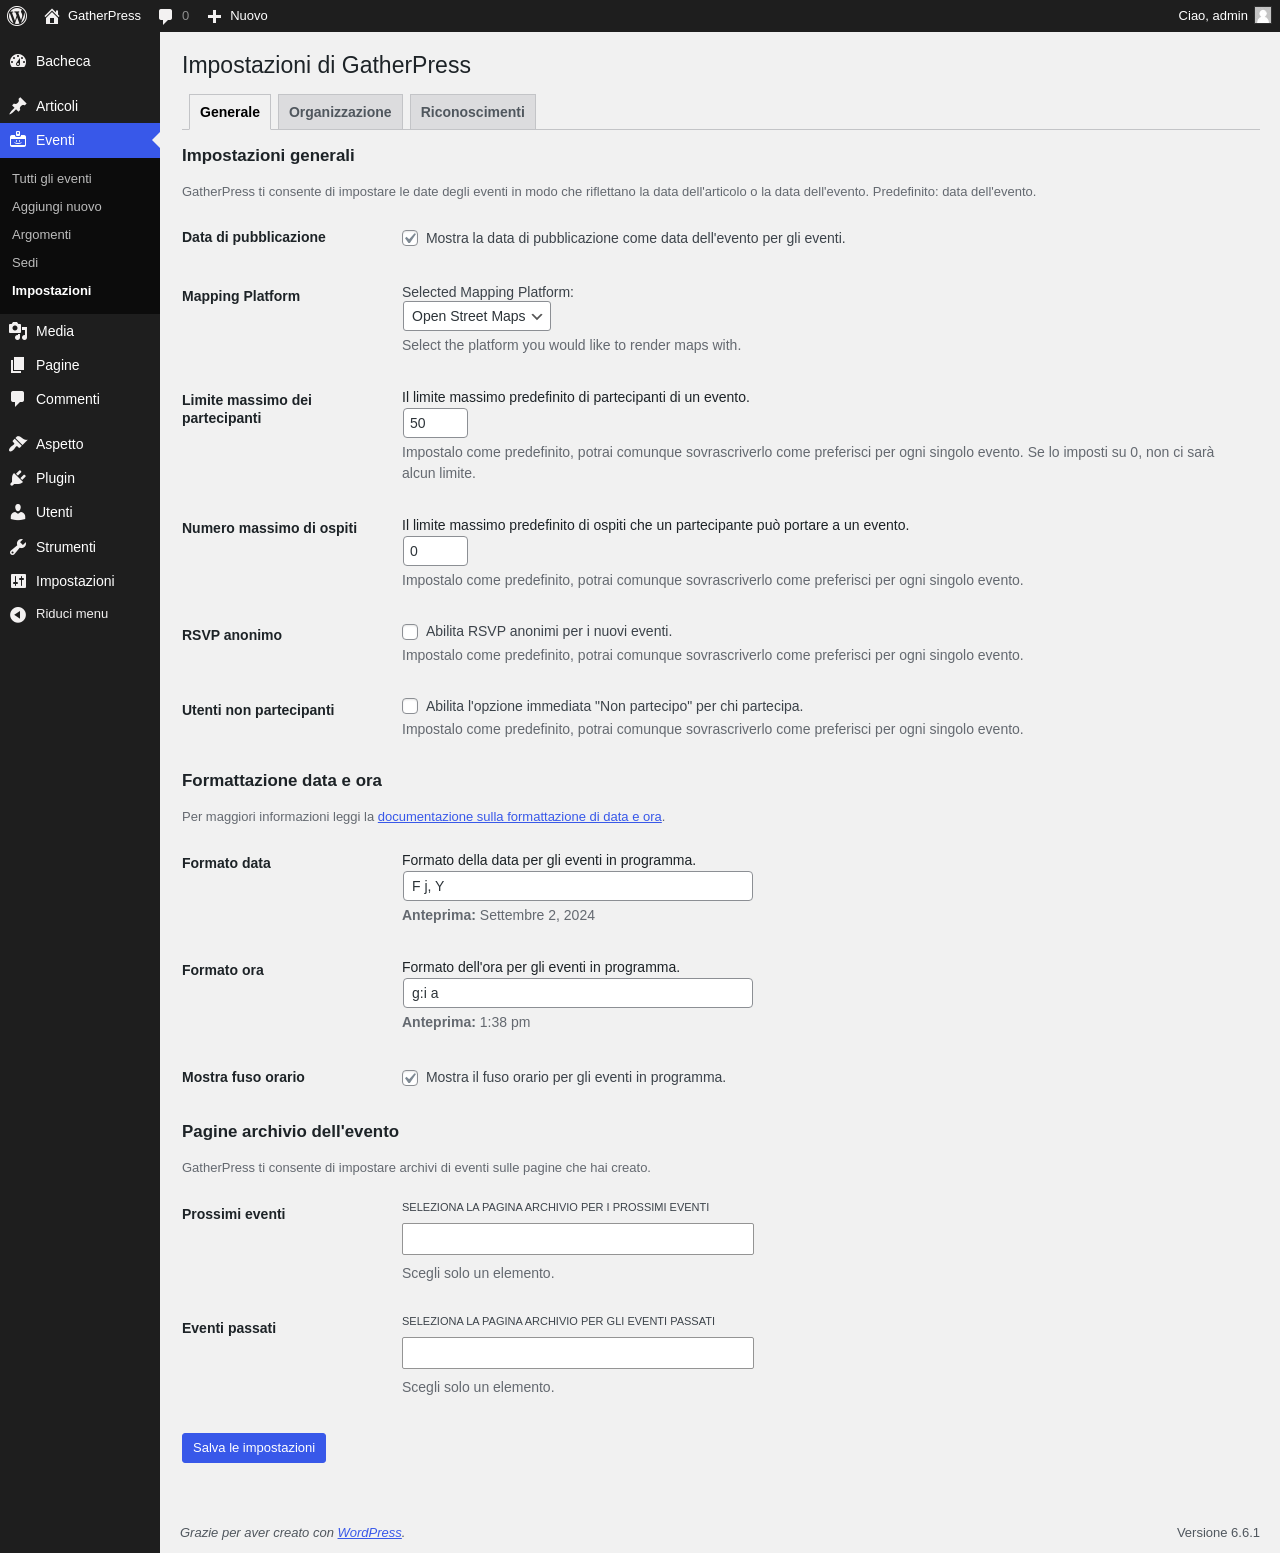 GatherPress
0
Nuovo
Ciao, admin
Bacheca
Articoli
Eventi
Tutti gli eventi
Aggiungi nuovo
Argomenti
Sedi
Impostazioni
Media
Pagine
Commenti
Aspetto
Plugin
Utenti
Strumenti
Impostazioni
Riduci menu
Impostazioni di GatherPress
Generale
Organizzazione
Riconoscimenti
Impostazioni generali
GatherPress ti consente di impostare le date degli eventi in modo che riflettano la data dell'articolo o la data dell'evento. Predefinito: data dell'evento.
Data di pubblicazione
Mostra la data di pubblicazione come data dell'evento per gli eventi.
Mapping Platform
Selected Mapping Platform:
Open Street Maps
Select the platform you would like to render maps with.
Limite massimo dei
partecipanti
Il limite massimo predefinito di partecipanti di un evento.
50
Impostalo come predefinito, potrai comunque sovrascriverlo come preferisci per ogni singolo evento. Se lo imposti su 0, non ci sarà
alcun limite.
Numero massimo di ospiti
Il limite massimo predefinito di ospiti che un partecipante può portare a un evento.
0
Impostalo come predefinito, potrai comunque sovrascriverlo come preferisci per ogni singolo evento.
RSVP anonimo
Abilita RSVP anonimi per i nuovi eventi.
Impostalo come predefinito, potrai comunque sovrascriverlo come preferisci per ogni singolo evento.
Utenti non partecipanti
Abilita l'opzione immediata "Non partecipo" per chi partecipa.
Impostalo come predefinito, potrai comunque sovrascriverlo come preferisci per ogni singolo evento.
Formattazione data e ora
Per maggiori informazioni leggi la documentazione sulla formattazione di data e ora.
Formato data
Formato della data per gli eventi in programma.
F j, Y
Anteprima: Settembre 2, 2024
Formato ora
Formato dell'ora per gli eventi in programma.
g:i a
Anteprima: 1:38 pm
Mostra fuso orario
Mostra il fuso orario per gli eventi in programma.
Pagine archivio dell'evento
GatherPress ti consente di impostare archivi di eventi sulle pagine che hai creato.
Prossimi eventi
SELEZIONA LA PAGINA ARCHIVIO PER I PROSSIMI EVENTI
Scegli solo un elemento.
Eventi passati
SELEZIONA LA PAGINA ARCHIVIO PER GLI EVENTI PASSATI
Scegli solo un elemento.
Salva le impostazioni
Grazie per aver creato con WordPress.
Versione 6.6.1